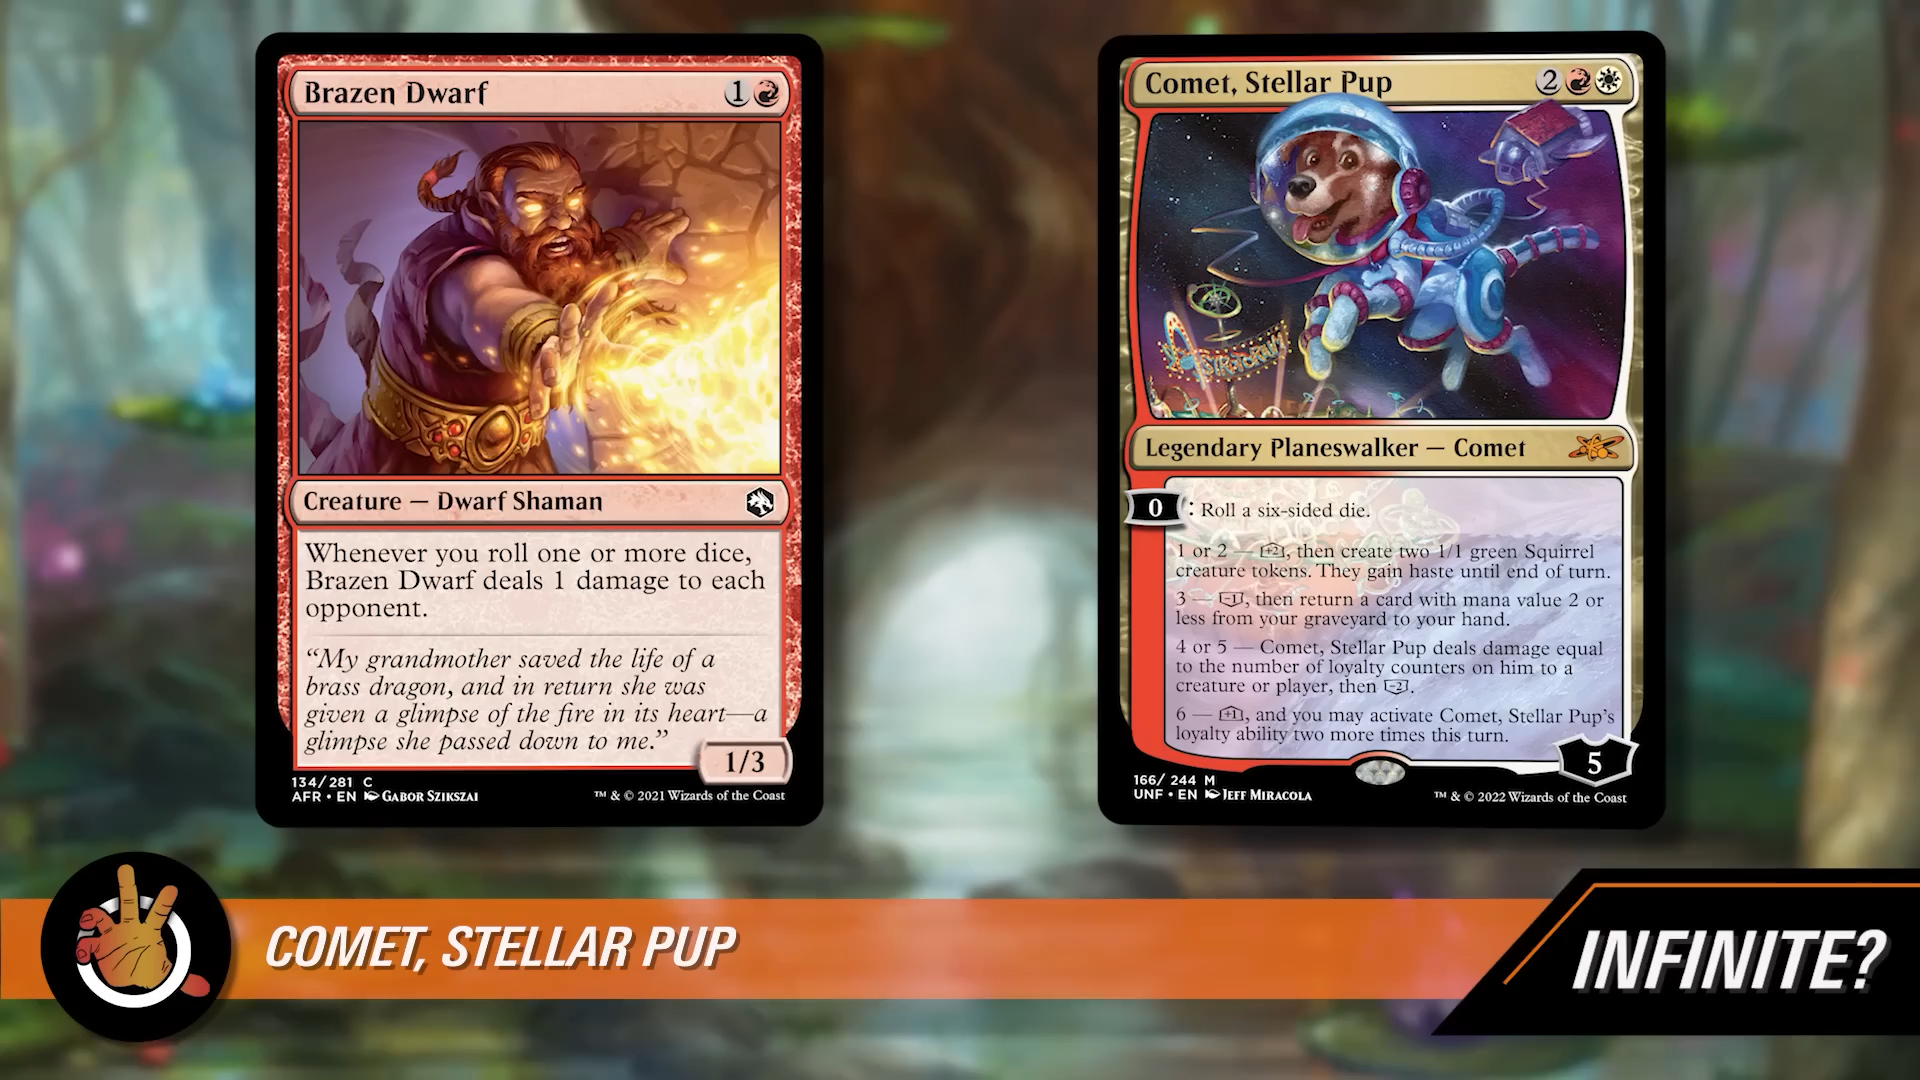 Brazen Dwarf
1
Creature — Dwarf Shaman
Whenever you roll one or more dice,
Brazen Dwarf deals 1 damage to each
opponent.
“My grandmother saved the life of a
brass dragon, and in return she was
given a glimpse of the fire in its heart—a
glimpse she passed down to me.”
1/3
134/281 C
AFR • EN GABOR SZIKSZAI
™ & © 2021 Wizards of the Coast
Comet, Stellar Pup
2
ASTROTORIUM
Legendary Planeswalker — Comet
0 : Roll a six-sided die.
1 or 2 — +2, then create two 1/1 green Squirrel
creature tokens. They gain haste until end of turn.
3 — -1, then return a card with mana value 2 or
less from your graveyard to your hand.
4 or 5 — Comet, Stellar Pup deals damage equal
to the number of loyalty counters on him to a
creature or player, then -2.
6 — +1, and you may activate Comet, Stellar Pup’s
loyalty ability two more times this turn.
5
166/ 244 M
UNF • EN JEFF MIRACOLA
™ & © 2022 Wizards of the Coast
COMET, STELLAR PUP
INFINITE?